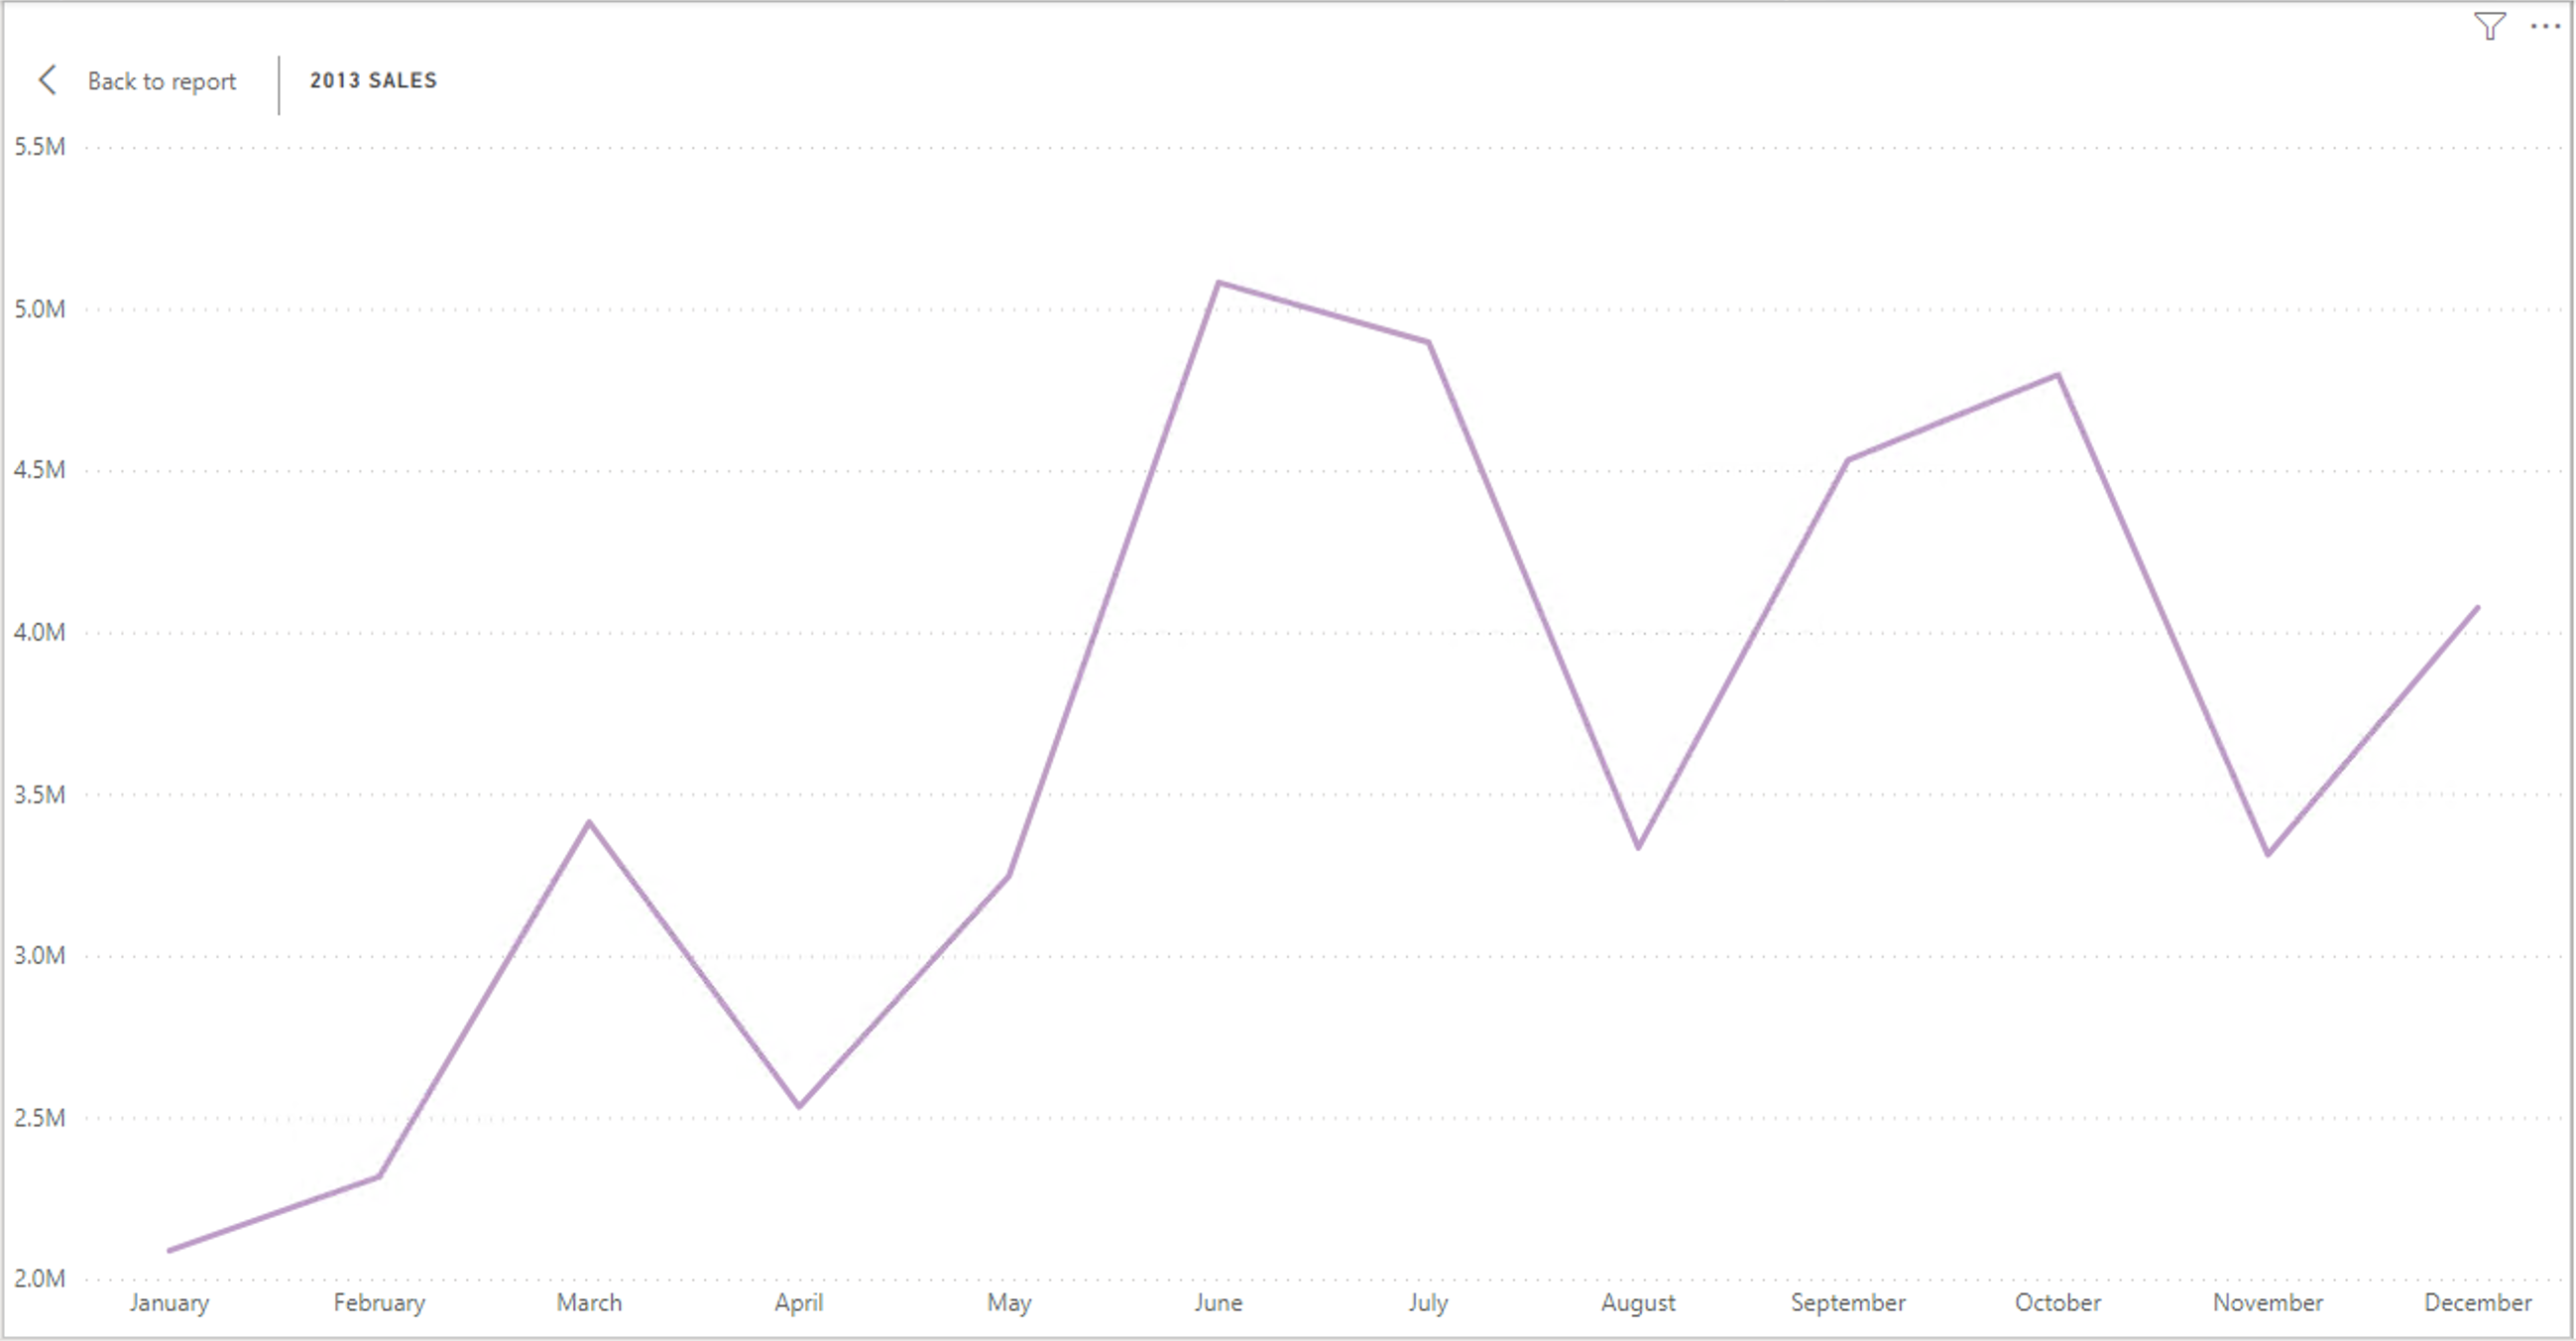 Back to report 2013 SALES
5.5M
5.0M
4.5M
4.0M
3.5M
3.0M
2.5M
2.0M
January February March April May June July August September October November December